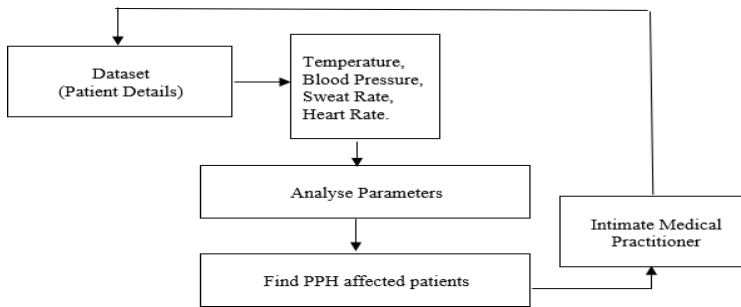 Dataset
(Patient Details)
Temperature,
Blood Pressure,
Sweat Rate,
Heart Rate.
Analyse Parameters
Find PPH affected patients
Intimate Medical
Practitioner